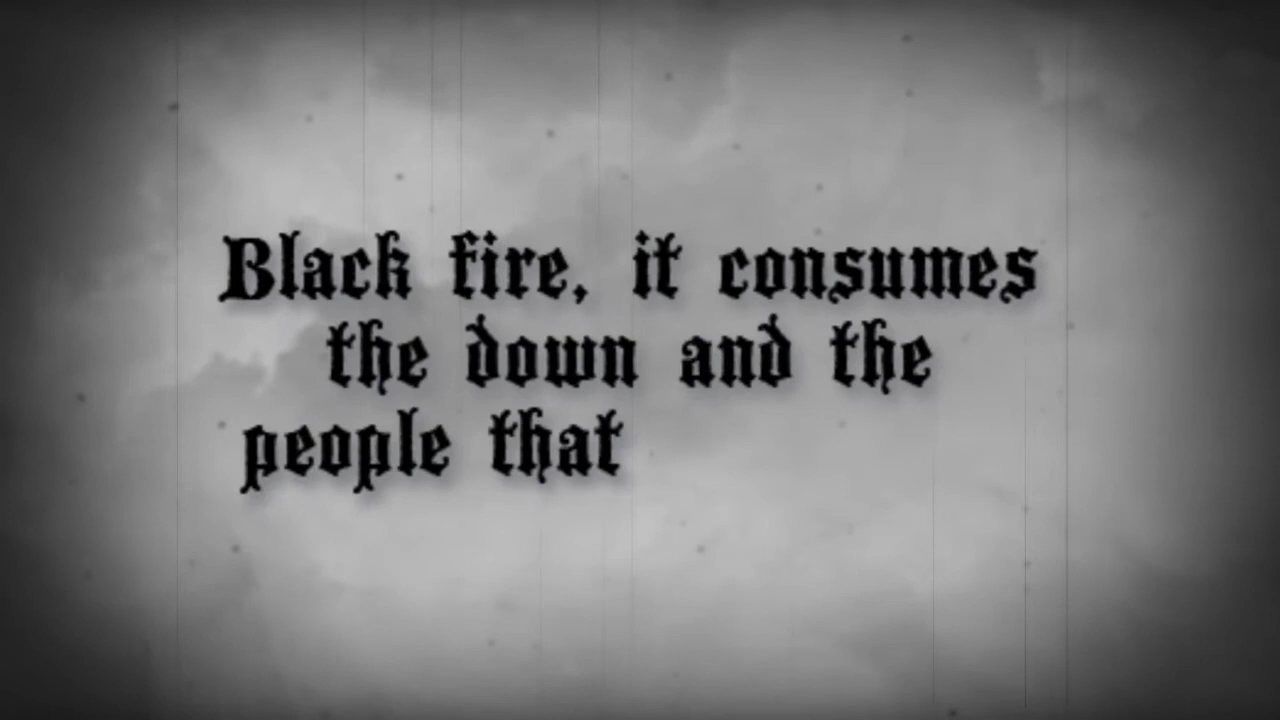 Black fire, it consumes
the down and the
people that